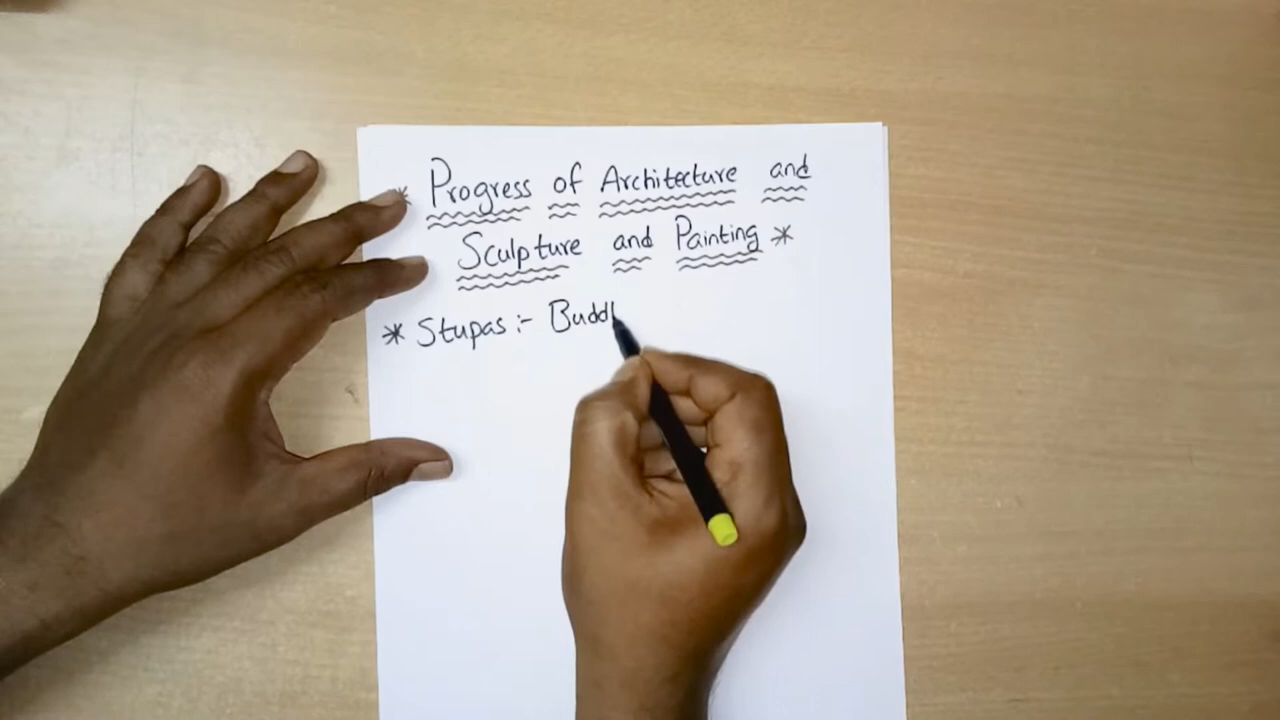 * Progress of Architecture and
Sculpture and Painting *
* Stupas :- Budd